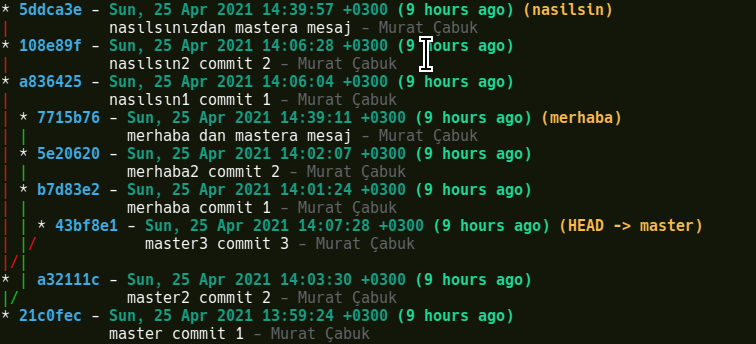 * 5ddca3e - Sun, 25 Apr 2021 14:39:57 +0300 (9 hours ago) (nasılsın)
| nasılsınızdan mastera mesaj - Murat Çabuk
* 108e89f - Sun, 25 Apr 2021 14:06:28 +0300 (9 hours ago)
| nasılsın2 commit 2 - Murat Çabuk
* a836425 - Sun, 25 Apr 2021 14:06:04 +0300 (9 hours ago)
| nasılsın1 commit 1 - Murat Çabuk
| * 7715b76 - Sun, 25 Apr 2021 14:39:11 +0300 (9 hours ago) (merhaba)
| | merhaba dan mastera mesaj - Murat Çabuk
| * 5e20620 - Sun, 25 Apr 2021 14:02:07 +0300 (9 hours ago)
| | merhaba2 commit 2 - Murat Çabuk
| * b7d83e2 - Sun, 25 Apr 2021 14:01:24 +0300 (9 hours ago)
| | merhaba commit 1 - Murat Çabuk
| | * 43bf8e1 - Sun, 25 Apr 2021 14:07:28 +0300 (9 hours ago) (HEAD -> master)
| |/ master3 commit 3 - Murat Çabuk
|/|
* | a32111c - Sun, 25 Apr 2021 14:03:30 +0300 (9 hours ago)
|/ master2 commit 2 - Murat Çabuk
* 21c0fec - Sun, 25 Apr 2021 13:59:24 +0300 (9 hours ago)
master commit 1 - Murat Çabuk